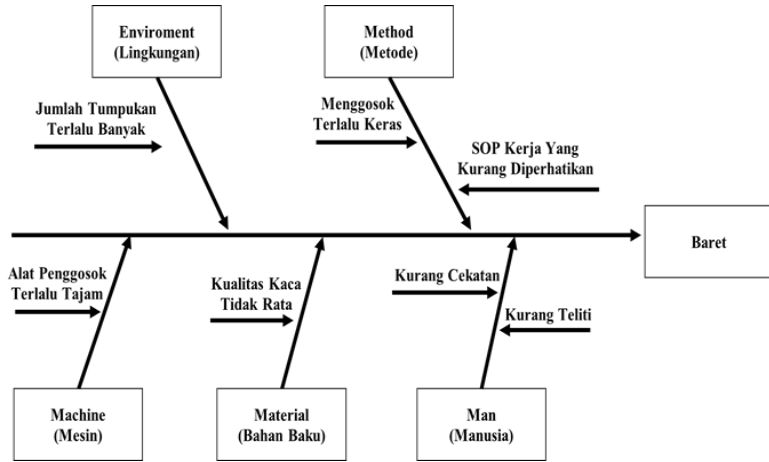 Enviroment
(Lingkungan)
Method
(Metode)
Jumlah Tumpukan
Terlalu Banyak
Menggosok
Terlalu Keras
SOP Kerja Yang
Kurang Diperhatikan
Baret
Alat Penggosok
Terlalu Tajam
Kualitas Kaca
Tidak Rata
Kurang Cekatan
Kurang Teliti
Machine
(Mesin)
Material
(Bahan Baku)
Man
(Manusia)